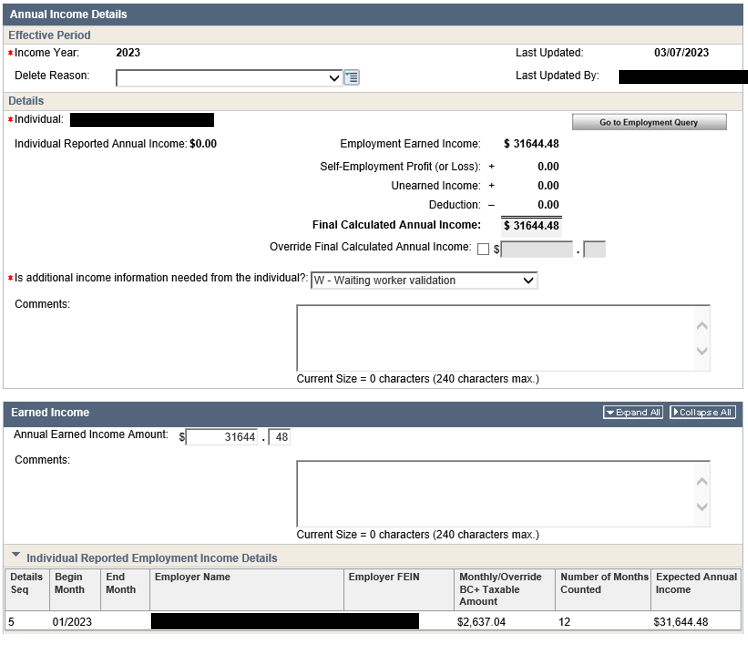 Annual Income Details
Effective Period
*Income Year: 2023 Last Updated: 03/07/2023
Delete Reason: Last Updated By:
Details
*Individual: Go to Employment Query
Individual Reported Annual Income: $0.00 Employment Earned Income: $ 31644.48
Self-Employment Profit (or Loss): + 0.00
Unearned Income: + 0.00
Deduction: – 0.00
Final Calculated Annual Income: $ 31644.48
Override Final Calculated Annual Income: $ .
*Is additional income information needed from the individual?: W - Waiting worker validation
Comments:
Current Size = 0 characters (240 characters max.)
Earned Income Expand All Collapse All
Annual Earned Income Amount: $ 31644 . 48
Comments:
Current Size = 0 characters (240 characters max.)
Individual Reported Employment Income Details
Details Begin End Employer Name Employer FEIN Monthly/Override Number of Months Expected Annual
Seq Month Month BC+ Taxable Counted Income
Amount
5 01/2023 $2,637.04 12 $31,644.48